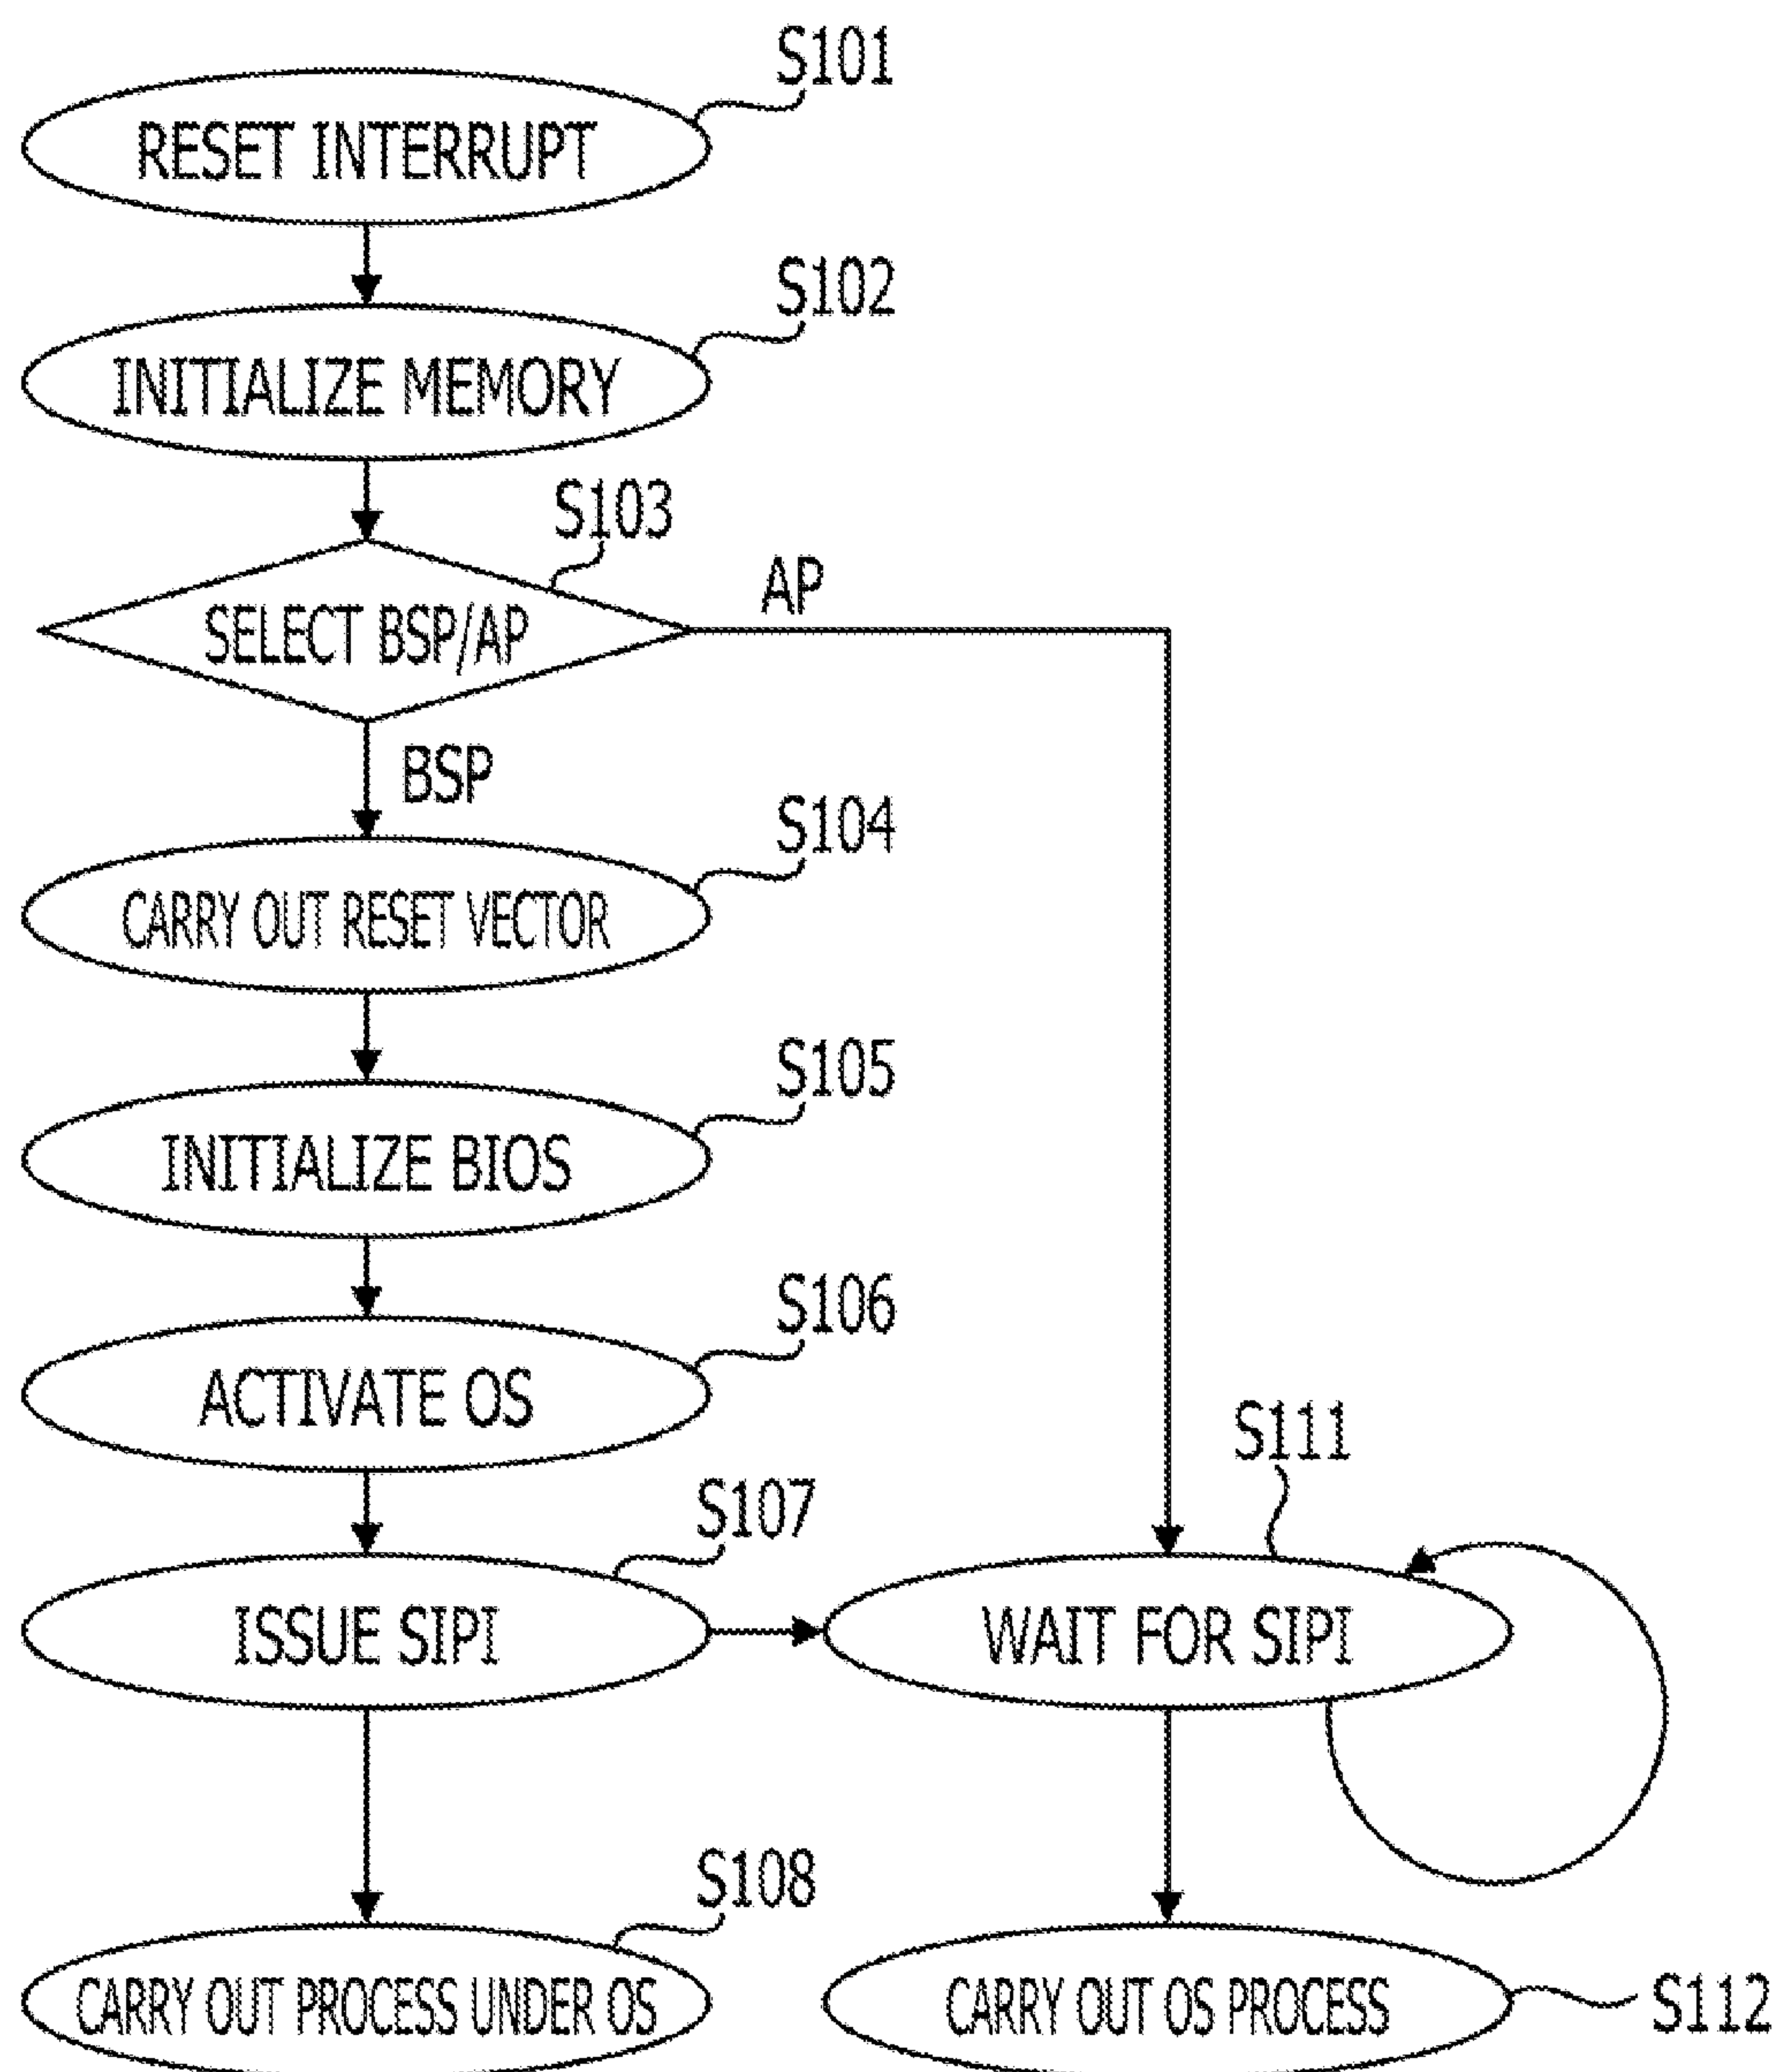 S101
RESET INTERRUPT
S102
INITIALIZE MEMORY
S103
SELECT BSP/AP
AP
BSP
S104
CARRY OUT RESET VECTOR
S105
INITIALIZE BIOS
S106
ACTIVATE OS
S107
ISSUE SIPI
S111
WAIT FOR SIPI
S108
CARRY OUT PROCESS UNDER OS
CARRY OUT OS PROCESS
S112